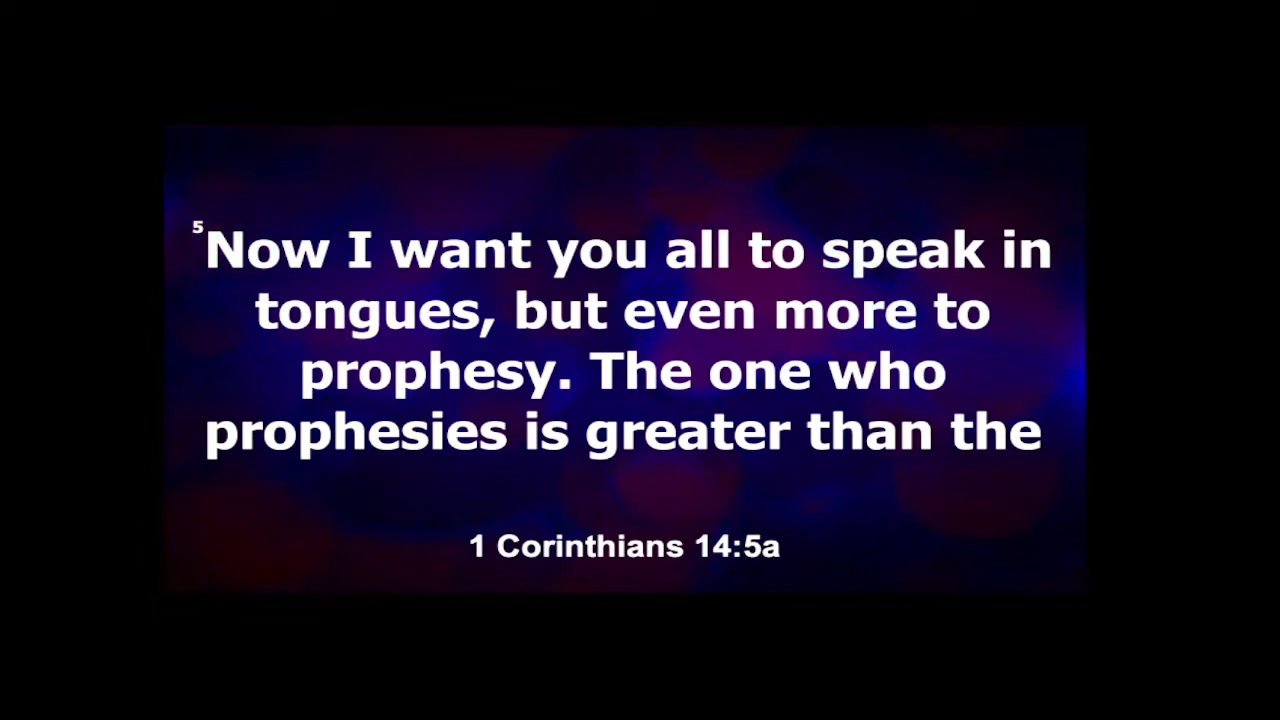 ⁵Now I want you all to speak in
tongues, but even more to
prophesy. The one who
prophesies is greater than the
1 Corinthians 14:5a